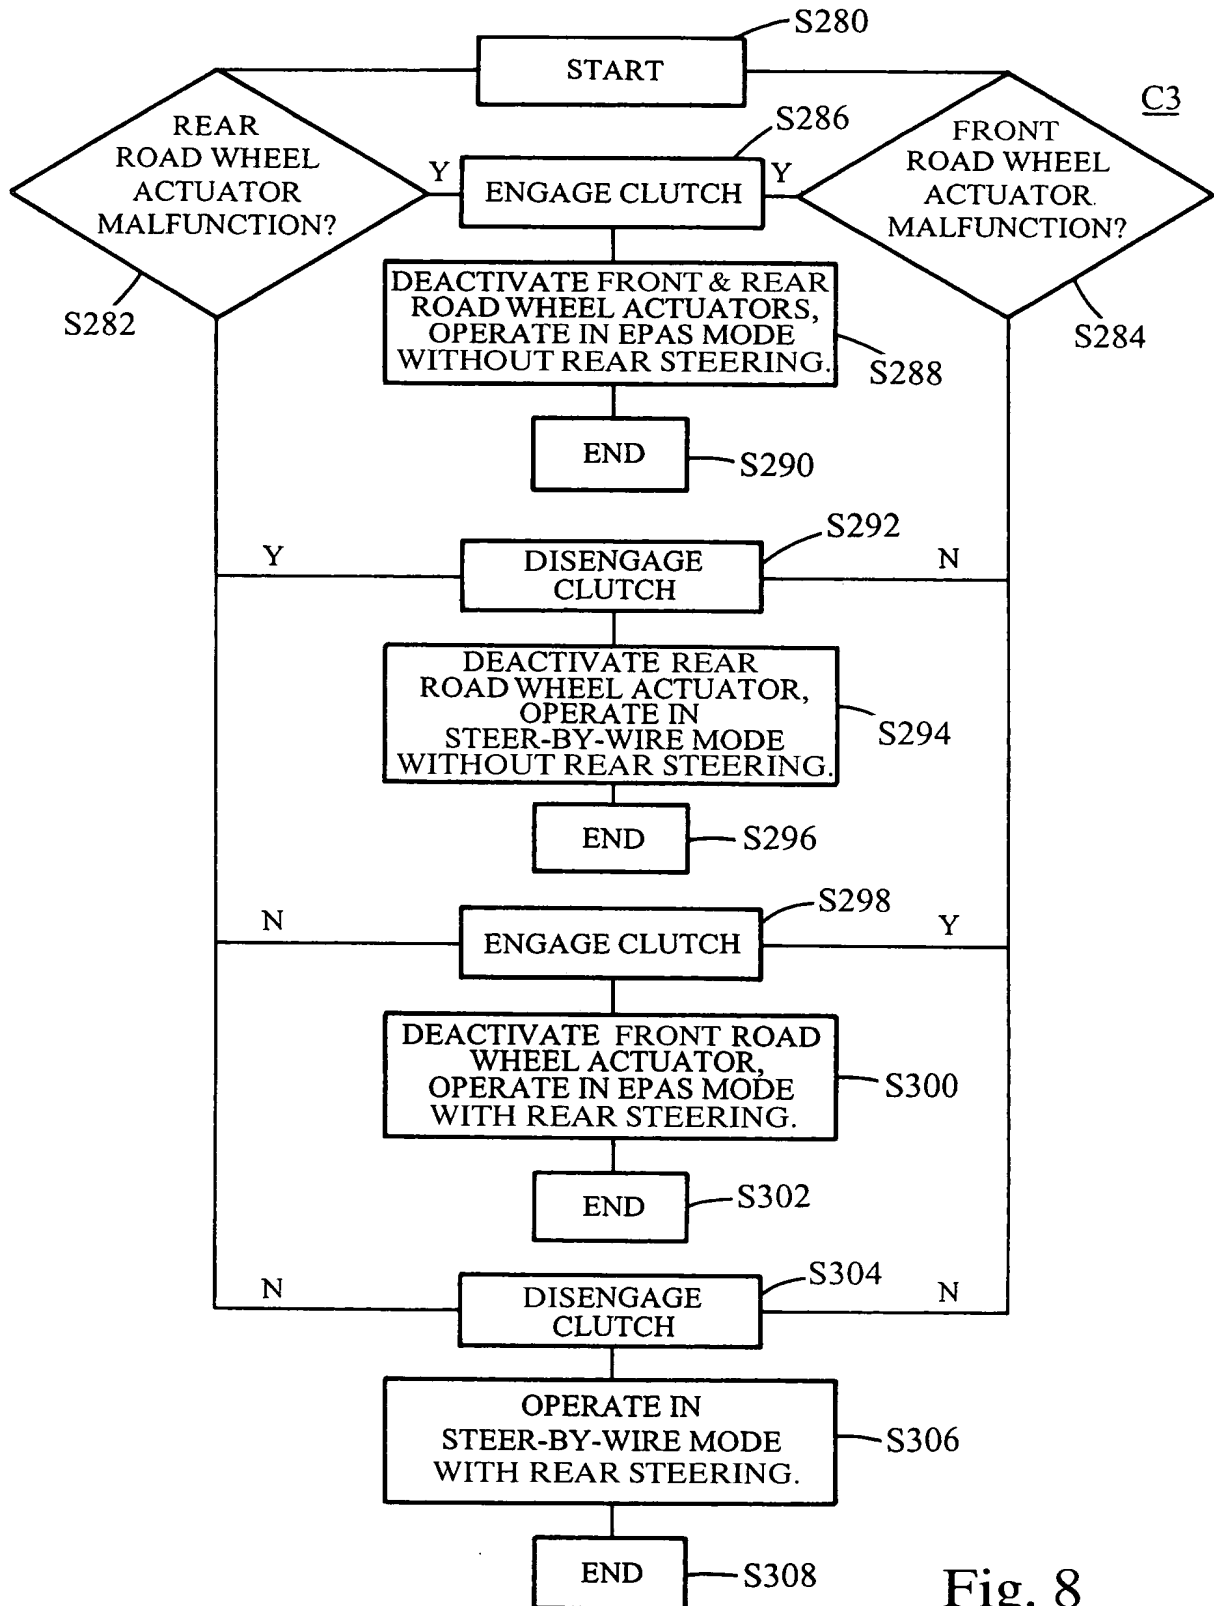 S280
START
C3
REAR
ROAD WHEEL
ACTUATOR
MALFUNCTION?
S286
FRONT
ROAD WHEEL
ACTUATOR
MALFUNCTION?
Y
ENGAGE CLUTCH
Y
S282
DEACTIVATE FRONT & REAR
ROAD WHEEL ACTUATORS,
OPERATE IN EPAS MODE
WITHOUT REAR STEERING.
S284
S288
END
S290
S292
Y
DISENGAGE
CLUTCH
N
DEACTIVATE REAR
ROAD WHEEL ACTUATOR,
OPERATE IN
STEER-BY-WIRE MODE
WITHOUT REAR STEERING.
S294
END
S296
S298
N
ENGAGE CLUTCH
Y
DEACTIVATE FRONT ROAD
WHEEL ACTUATOR,
OPERATE IN EPAS MODE
WITH REAR STEERING.
S300
END
S302
S304
N
DISENGAGE
CLUTCH
N
OPERATE IN
STEER-BY-WIRE MODE
WITH REAR STEERING.
S306
END
S308
Fig. 8